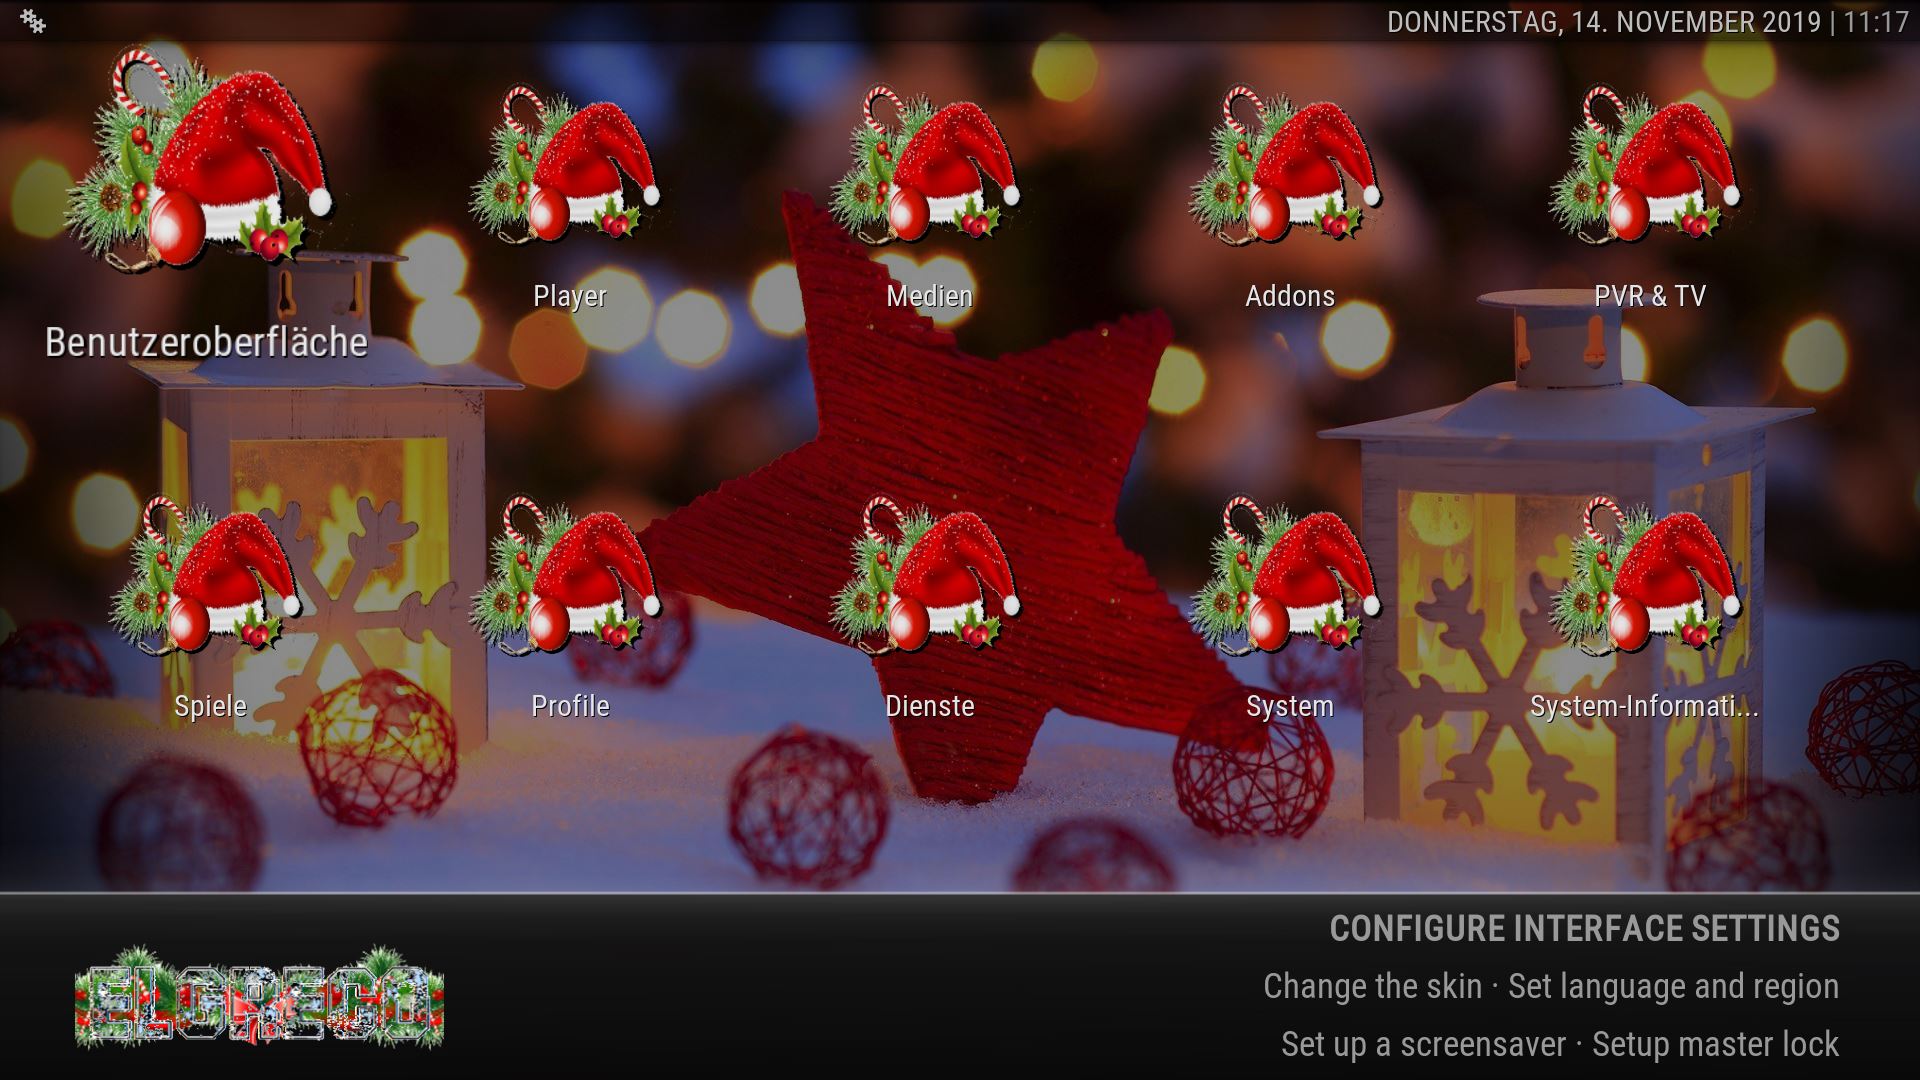 DONNERSTAG, 14. NOVEMBER 2019 | 11:17
Benutzeroberfläche
Player
Medien
Addons
PVR & TV
Spiele
Profile
Dienste
System
System-Informati...
ELGRECO
CONFIGURE INTERFACE SETTINGS
Change the skin · Set language and region
Set up a screensaver · Setup master lock